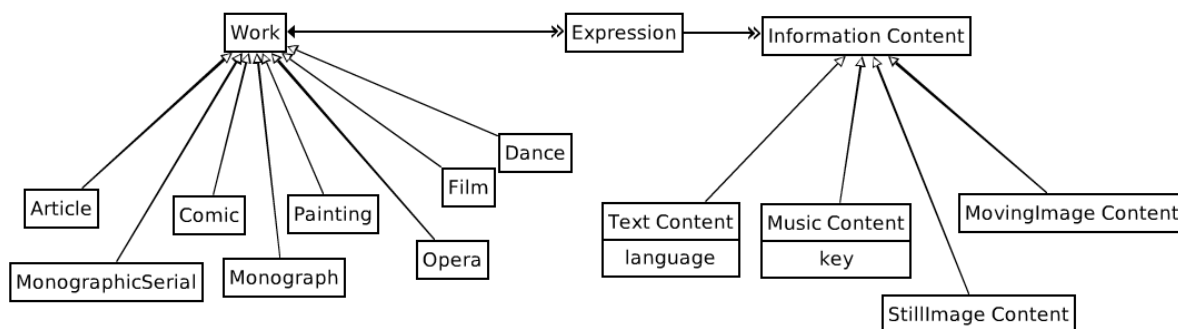 Work
Expression
Information Content
Dance
Film
Article
Comic
Painting
Opera
MonographicSerial
Monograph
Text Content
language
Music Content
key
MovingImage Content
StillImage Content